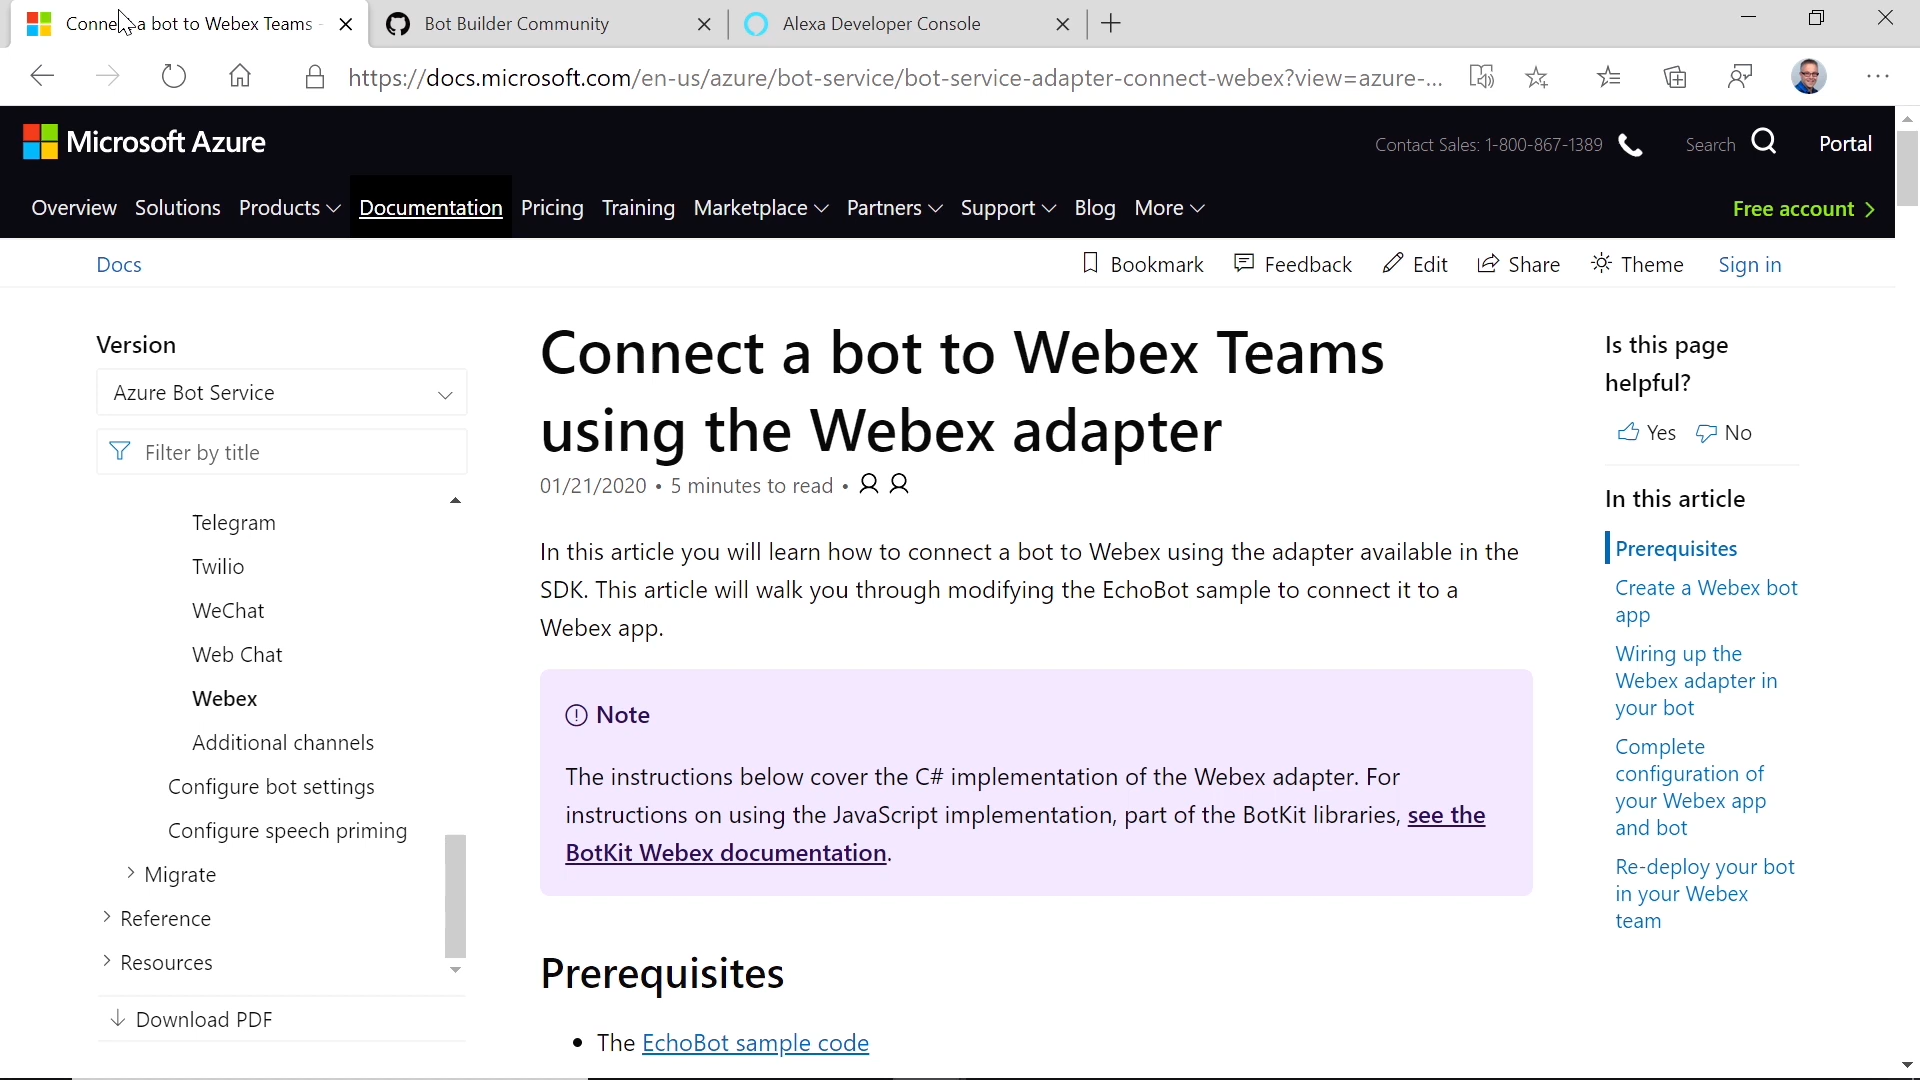 Conne a bot to Webex Teams -
Bot Builder Community
Alexa Developer Console
https://docs.microsoft.com/en-us/azure/bot-service/bot-service-adapter-connect-webex?view=azure-...
Microsoft Azure
Contact Sales: 1-800-867-1389
Search
Portal
Overview
Solutions
Products
Documentation
Pricing
Training
Marketplace
Partners
Support
Blog
More
Free account
Docs
Bookmark
Feedback
Edit
Share
Theme
Sign in
Version
Azure Bot Service
Filter by title
Telegram
Twilio
WeChat
Web Chat
Webex
Additional channels
Configure bot settings
Configure speech priming
Migrate
Reference
Resources
Download PDF
Connect a bot to Webex Teams
using the Webex adapter
01/21/2020 • 5 minutes to read •
In this article you will learn how to connect a bot to Webex using the adapter available in the
SDK. This article will walk you through modifying the EchoBot sample to connect it to a
Webex app.
Note
The instructions below cover the C# implementation of the Webex adapter. For
instructions on using the JavaScript implementation, part of the BotKit libraries, see the
BotKit Webex documentation.
Prerequisites
• The EchoBot sample code
Is this page
helpful?
Yes
No
In this article
Prerequisites
Create a Webex bot
app
Wiring up the
Webex adapter in
your bot
Complete
configuration of
your Webex app
and bot
Re-deploy your bot
in your Webex
team